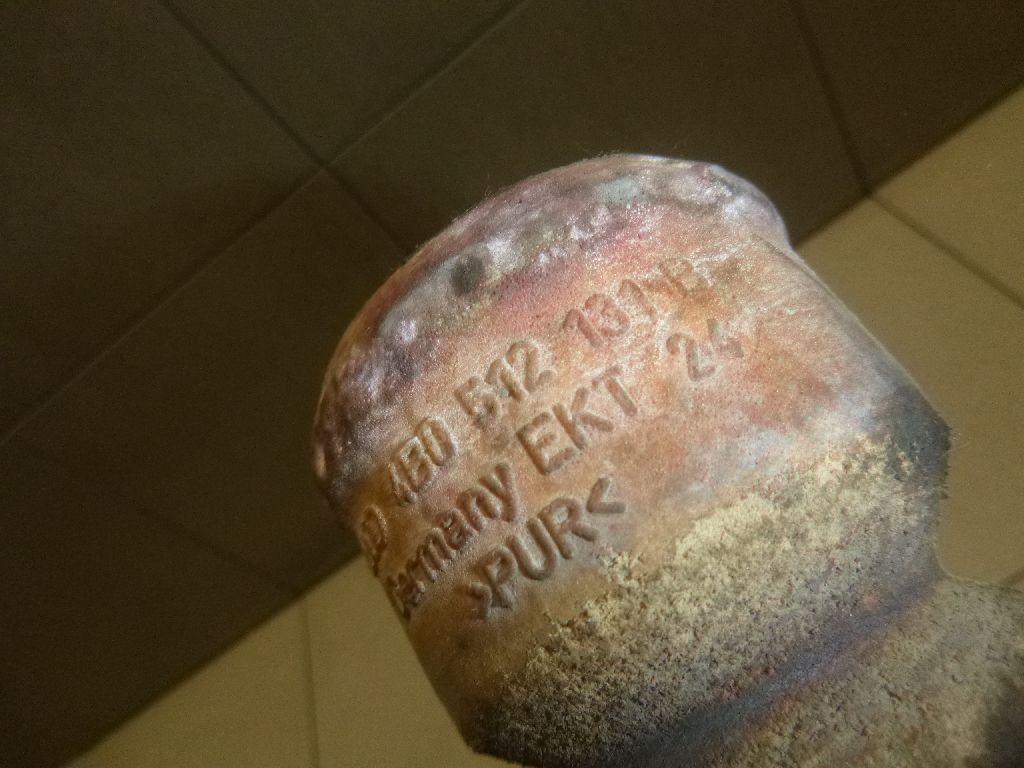 4B0 512 131
Germany EKT 24
>PUR<